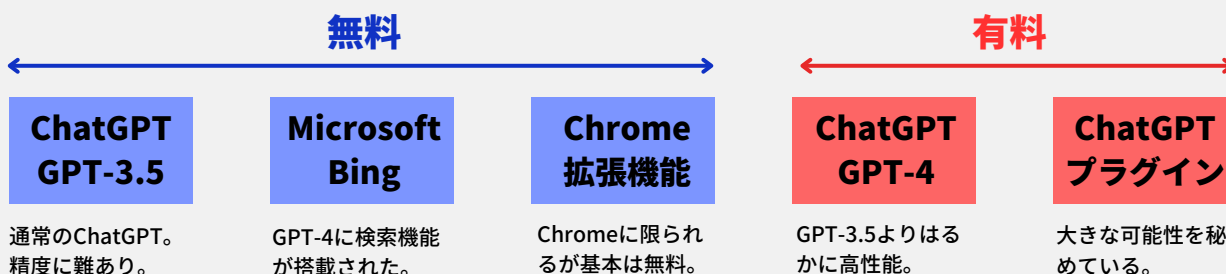 無料
有料
ChatGPT
GPT-3.5
Microsoft
Bing
Chrome
拡張機能
ChatGPT
GPT-4
ChatGPT
プラグイン
通常のChatGPT。
精度に難あり。
GPT-4に検索機能
が搭載された。
Chromeに限られ
るが基本は無料。
GPT-3.5よりはる
かに高性能。
大きな可能性を秘
めている。